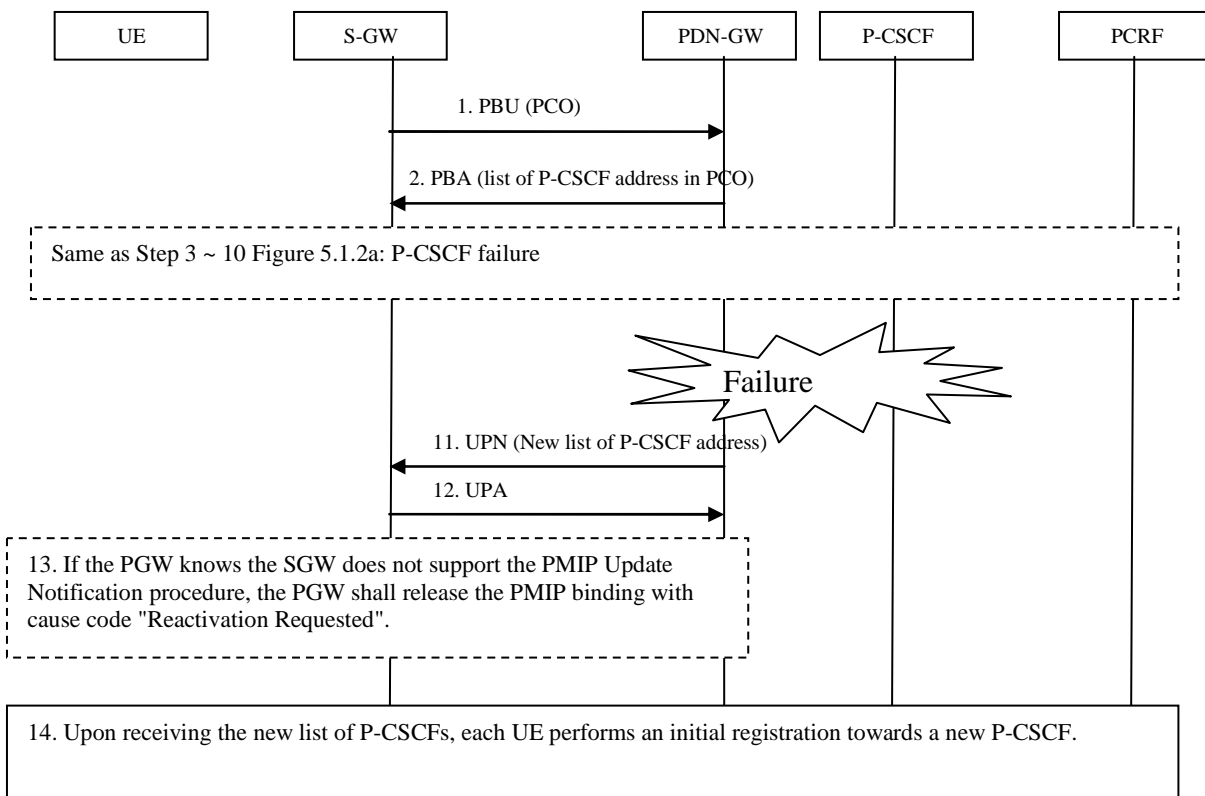 UE
S-GW
PDN-GW
P-CSCF
PCRF
1. PBU (PCO)
2. PBA (list of P-CSCF address in PCO)
Same as Step 3 ~ 10 Figure 5.1.2a: P-CSCF failure
Failure
11. UPN (New list of P-CSCF address)
12. UPA
13. If the PGW knows the SGW does not support the PMIP Update
Notification procedure, the PGW shall release the PMIP binding with
cause code "Reactivation Requested".
14. Upon receiving the new list of P-CSCFs, each UE performs an initial registration towards a new P-CSCF.